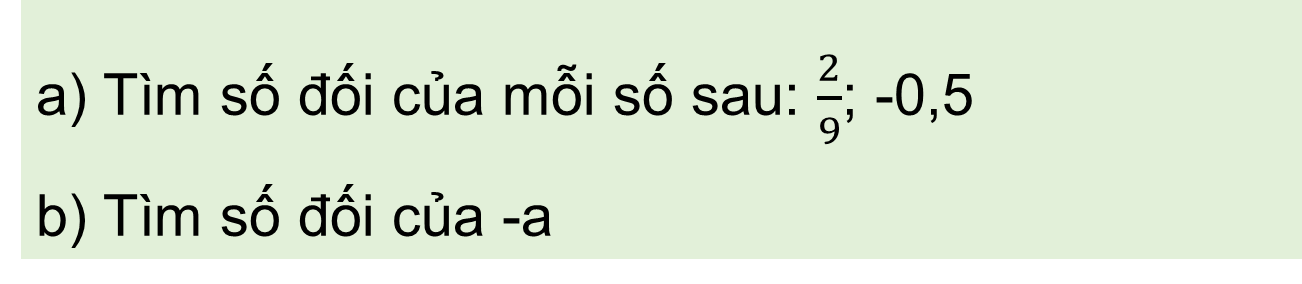 a) Tìm số đối của mỗi số sau: 2/9; -0,5
b) Tìm số đối của -a